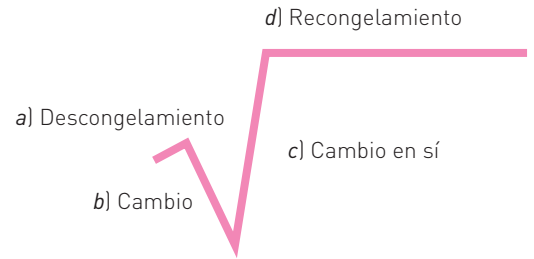 d) Recongelamiento
a) Descongelamiento
c) Cambio en sí
b) Cambio